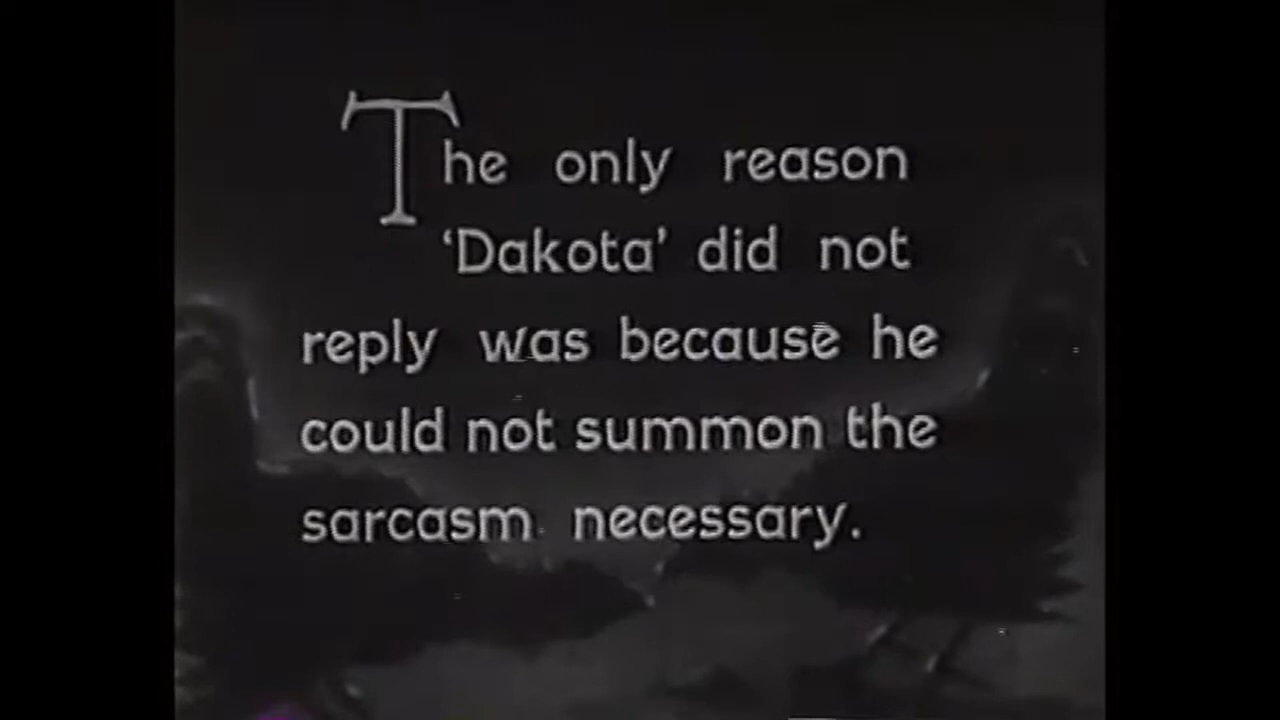 The only reason
‘Dakota’ did not
reply was because he
could not summon the
sarcasm necessary.